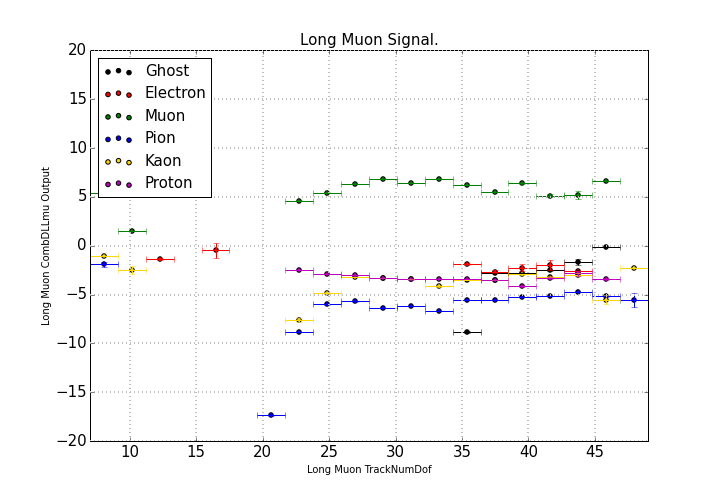 Long Muon Signal.
20
15
10
5
0
−5
−10
−15
−20
Long Muon CombDLLmu Output
Ghost
Electron
Muon
Pion
Kaon
Proton
10 15 20 25 30 35 40 45
Long Muon TrackNumDof